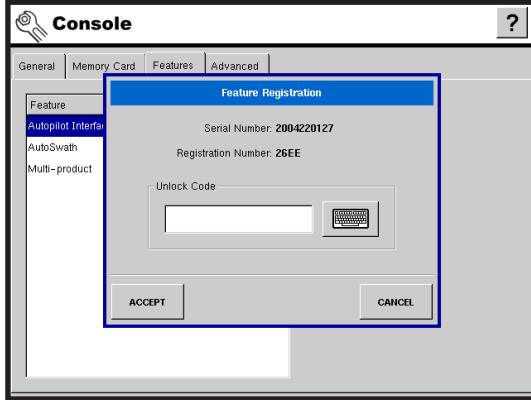 Console
?
General Memory Card Features Advanced
Feature
Autopilot Interfa
AutoSwath
Multi-product
Feature Registration
Serial Number: 2004220127
Registration Number: 26EE
Unlock Code
ACCEPT CANCEL